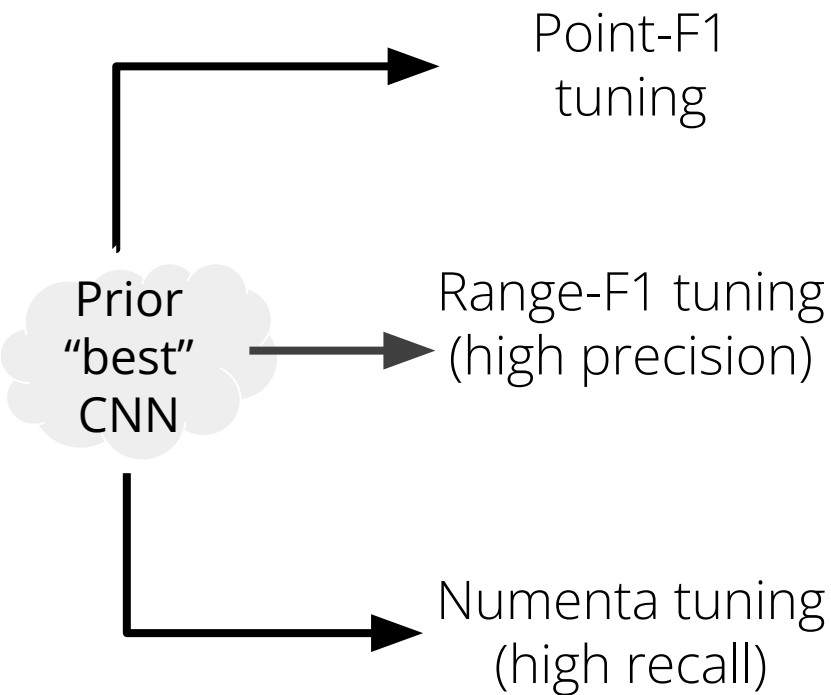 Point-F1
tuning
Prior
“best”
CNN
Range-F1 tuning
(high precision)
Numenta tuning
(high recall)